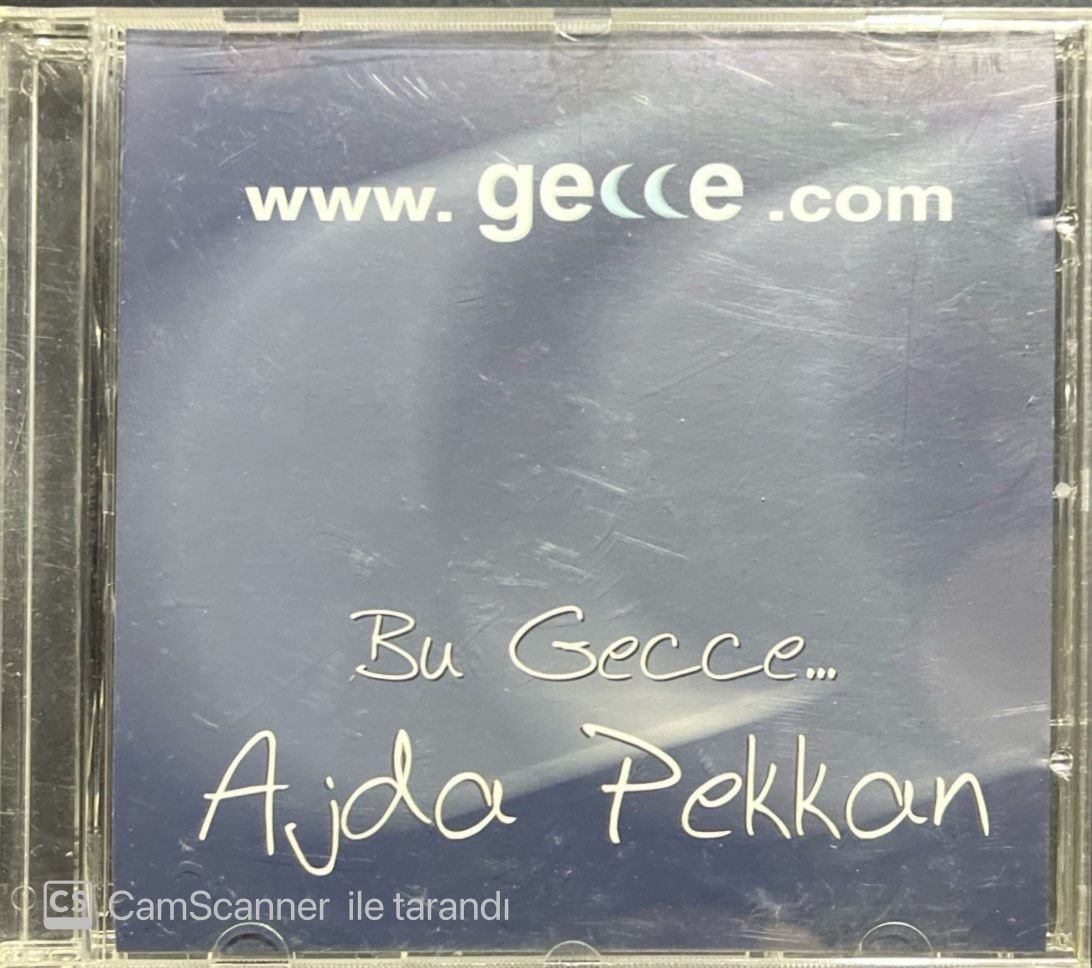 www.gecce.com
Bu Gecce...
Ajda Pekkan
CS CamScanner ile tarandı